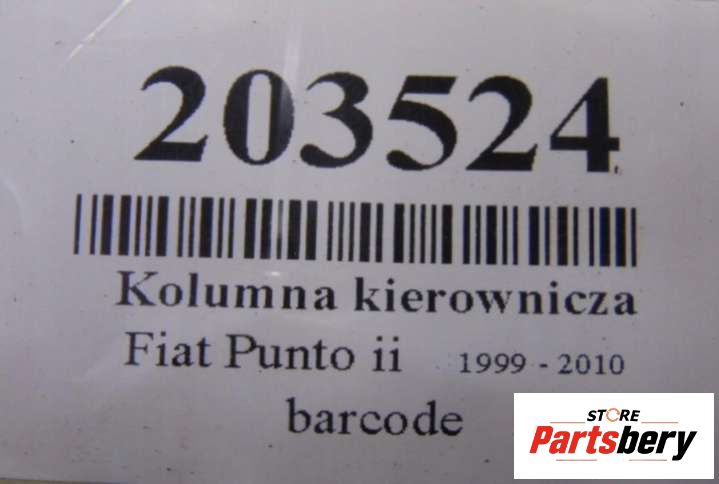 203524
Kolumna kierownicza
Fiat Punto ii 1999 - 2010
barcode
STORE
Partsbery